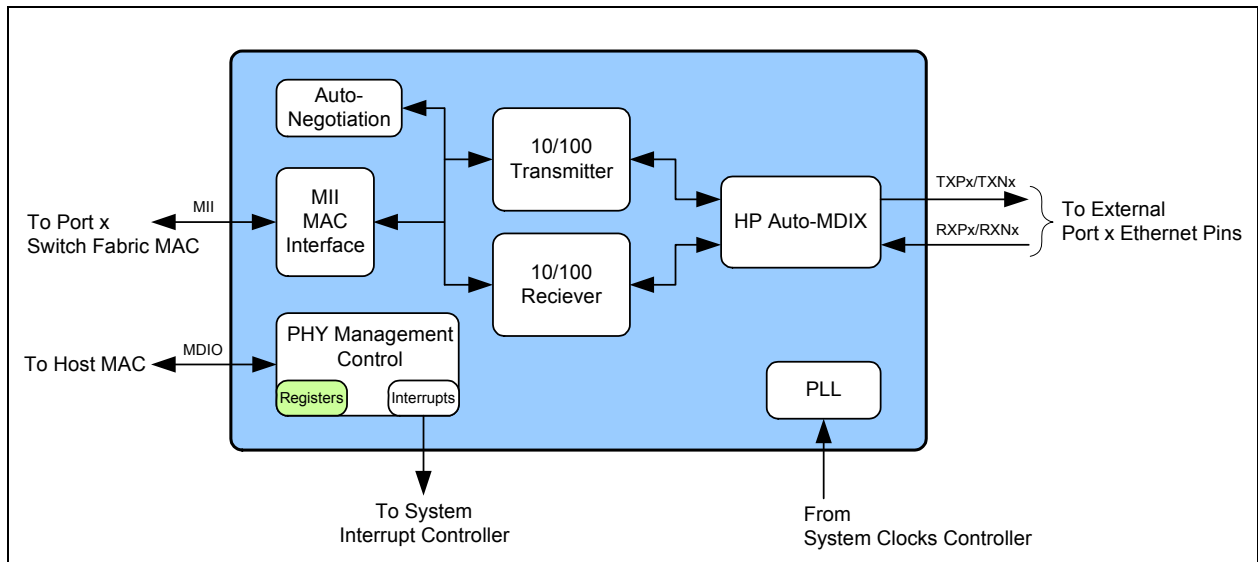 Auto-
Negotiation
10/100
Transmitter
MII
MAC
Interface
MII
To Port x
Switch Fabric MAC
HP Auto-MDIX
TXPx/TXNx
RXPx/RXNx
To External
Port x Ethernet Pins
10/100
Reciever
PHY Management
Control
MDIO
To Host MAC
Registers
Interrupts
PLL
To System
Interrupt Controller
From
System Clocks Controller